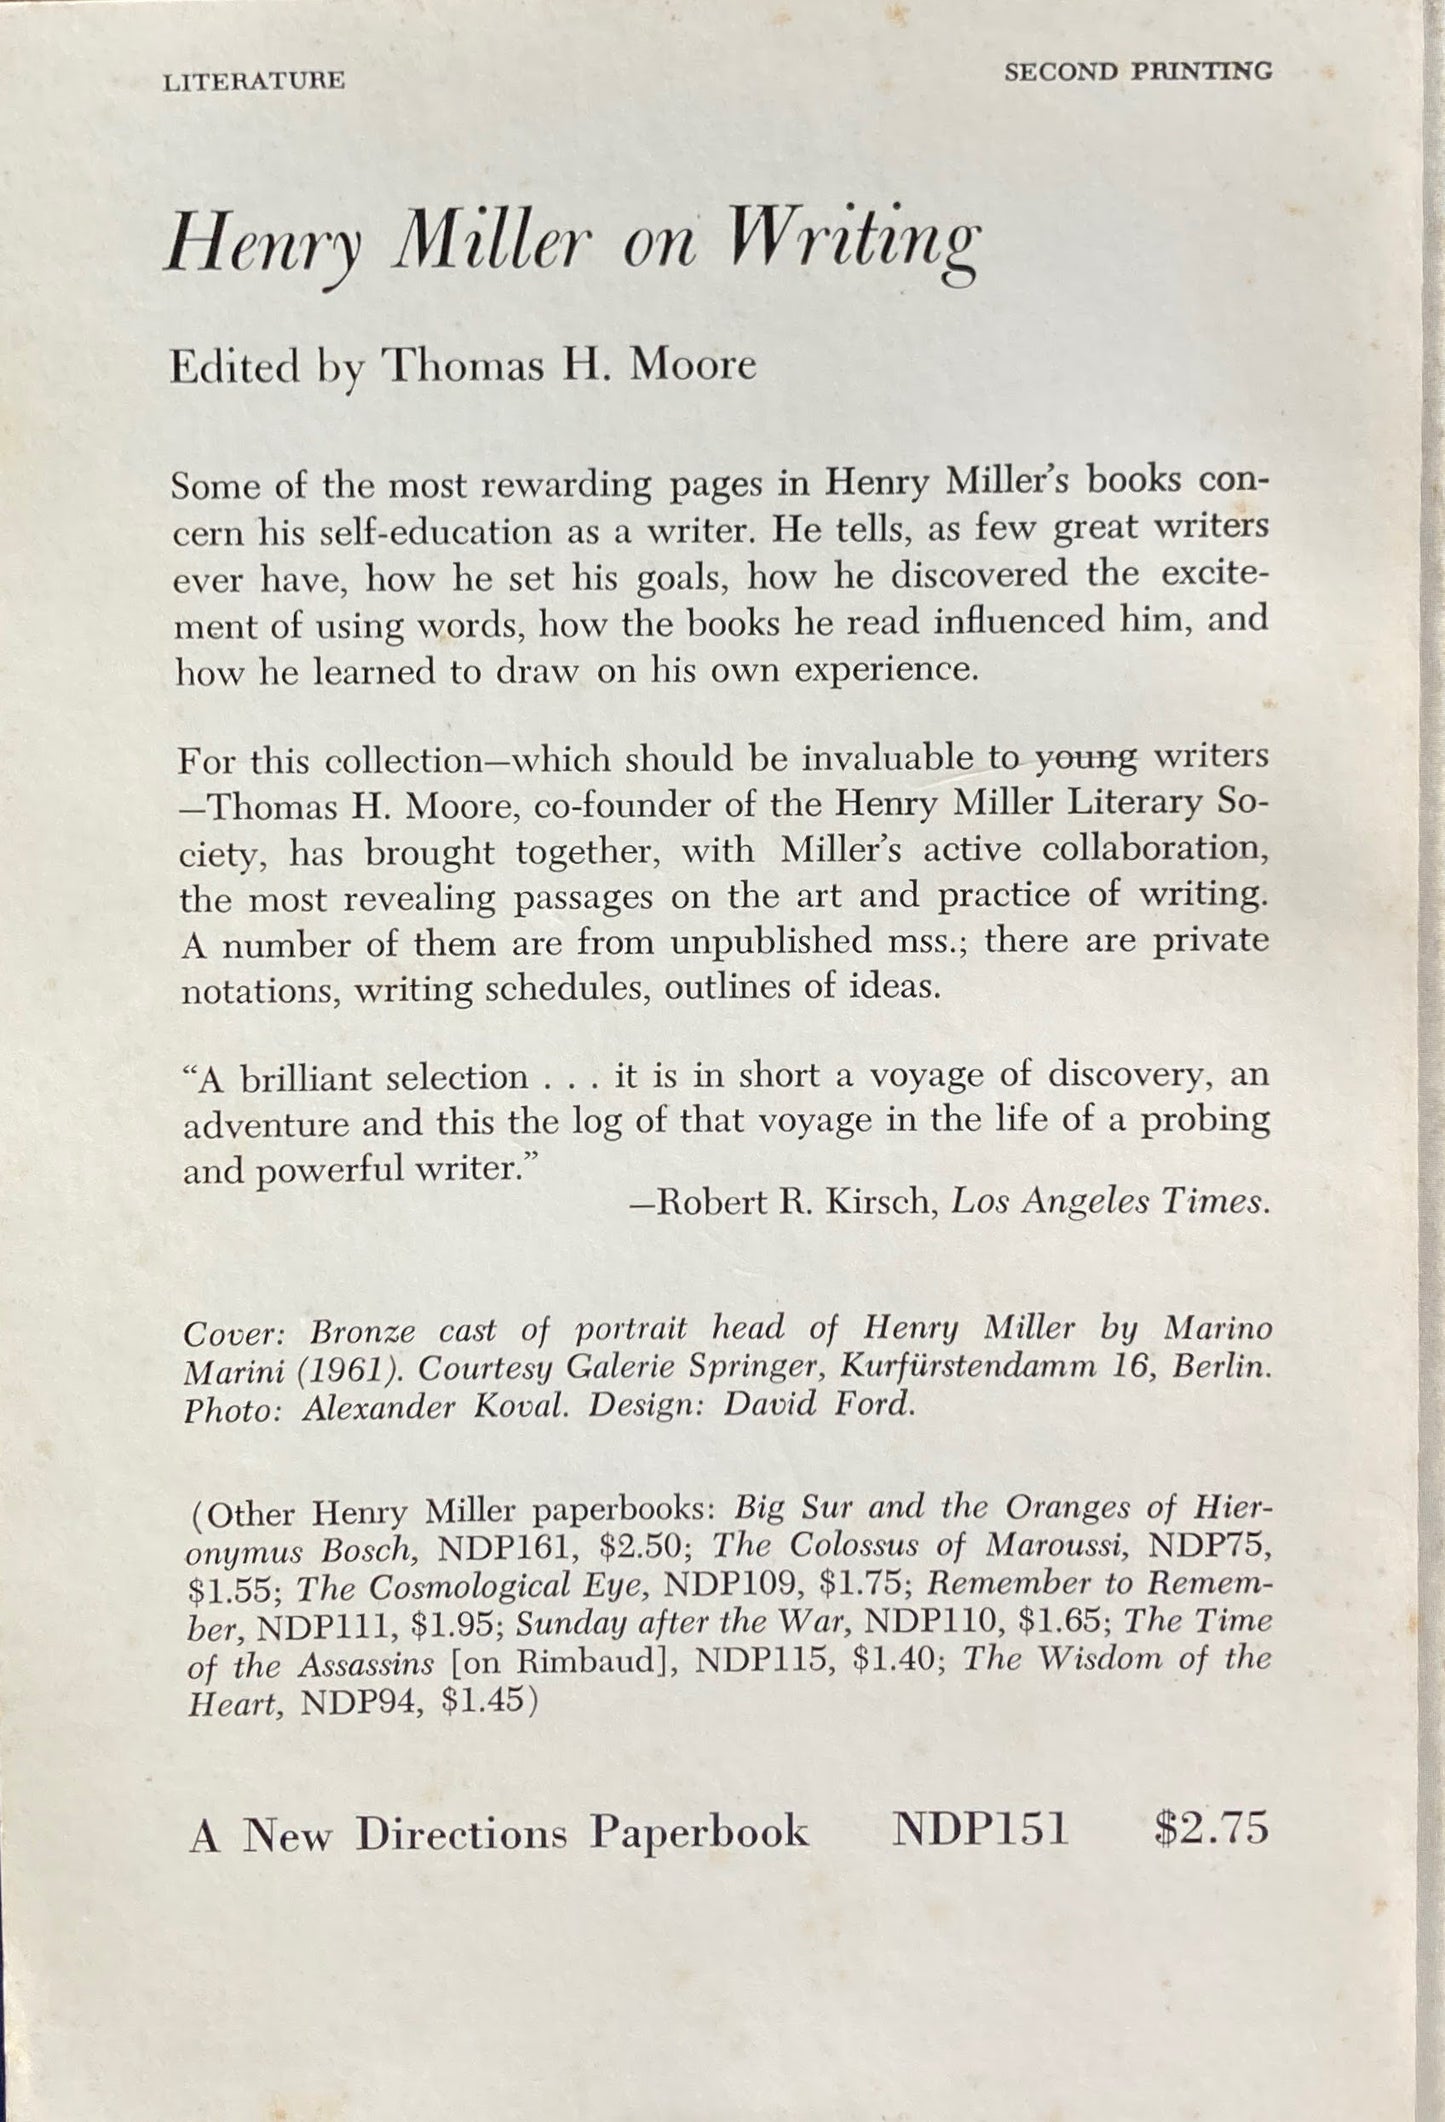 LITERATURE
SECOND PRINTING
Henry Miller on Writing
Edited by Thomas H. Moore
Some of the most rewarding pages in Henry Miller's books con-
cern his self-education as a writer. He tells, as few great writers
ever have, how he set his goals, how he discovered the excite-
ment of using words, how the books he read influenced him, and
how he learned to draw on his own experience.
For this collection—which should be invaluable to young writers
—Thomas H. Moore, co-founder of the Henry Miller Literary So-
ciety, has brought together, with Miller's active collaboration,
the most revealing passages on the art and practice of writing.
A number of them are from unpublished mss.; there are private
notations, writing schedules, outlines of ideas.
“A brilliant selection . . . it is in short a voyage of discovery, an
adventure and this the log of that voyage in the life of a probing
and powerful writer.”
—Robert R. Kirsch, Los Angeles Times.
Cover: Bronze cast of portrait head of Henry Miller by Marino
Marini (1961). Courtesy Galerie Springer, Kurfürstendamm 16, Berlin.
Photo: Alexander Koval. Design: David Ford.
(Other Henry Miller paperbooks: Big Sur and the Oranges of Hier-
onymus Bosch, NDP161, $2.50; The Colossus of Maroussi, NDP75,
$1.55; The Cosmological Eye, NDP109, $1.75; Remember to Remem-
ber, NDP111, $1.95; Sunday after the War, NDP110, $1.65; The Time
of the Assassins [on Rimbaud], NDP115, $1.40; The Wisdom of the
Heart, NDP94, $1.45)
A New Directions Paperbook NDP151 $2.75